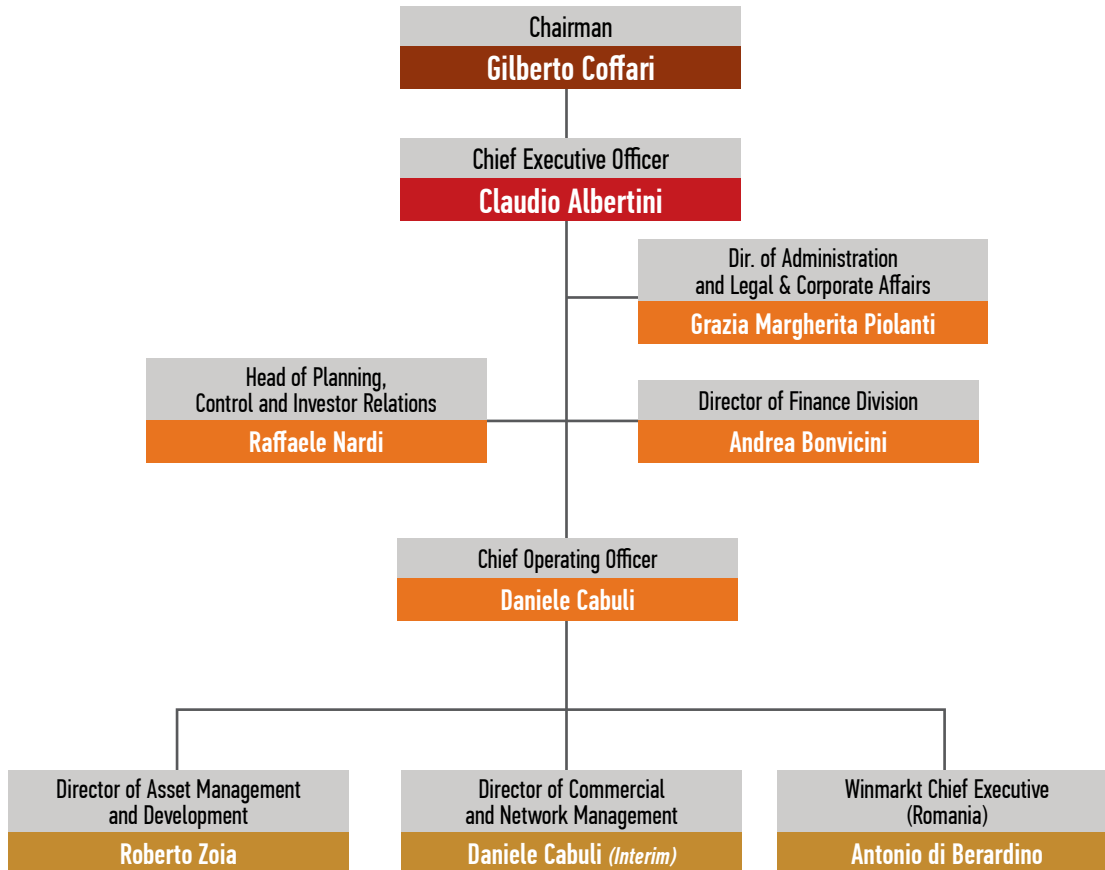 Chairman
Gilberto Coffari
Chief Executive Officer
Claudio Albertini
Dir. of Administration
and Legal & Corporate Affairs
Grazia Margherita Piolanti
Head of Planning,
Control and Investor Relations
Raffaele Nardi
Director of Finance Division
Andrea Bonvicini
Chief Operating Officer
Daniele Cabuli
Director of Asset Management
and Development
Roberto Zoia
Director of Commercial
and Network Management
Daniele Cabuli (Interim)
Winmarkt Chief Executive
(Romania)
Antonio di Berardino